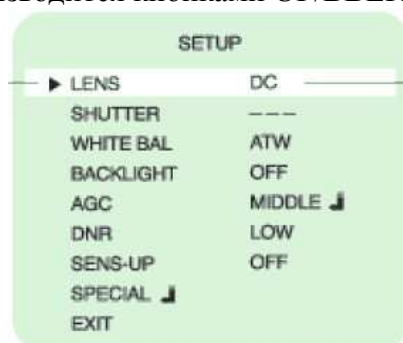 SETUP
LENS DC
SHUTTER ---
WHITE BAL ATW
BACKLIGHT OFF
AGC MIDDLE
DNR LOW
SENS-UP OFF
SPECIAL
EXIT